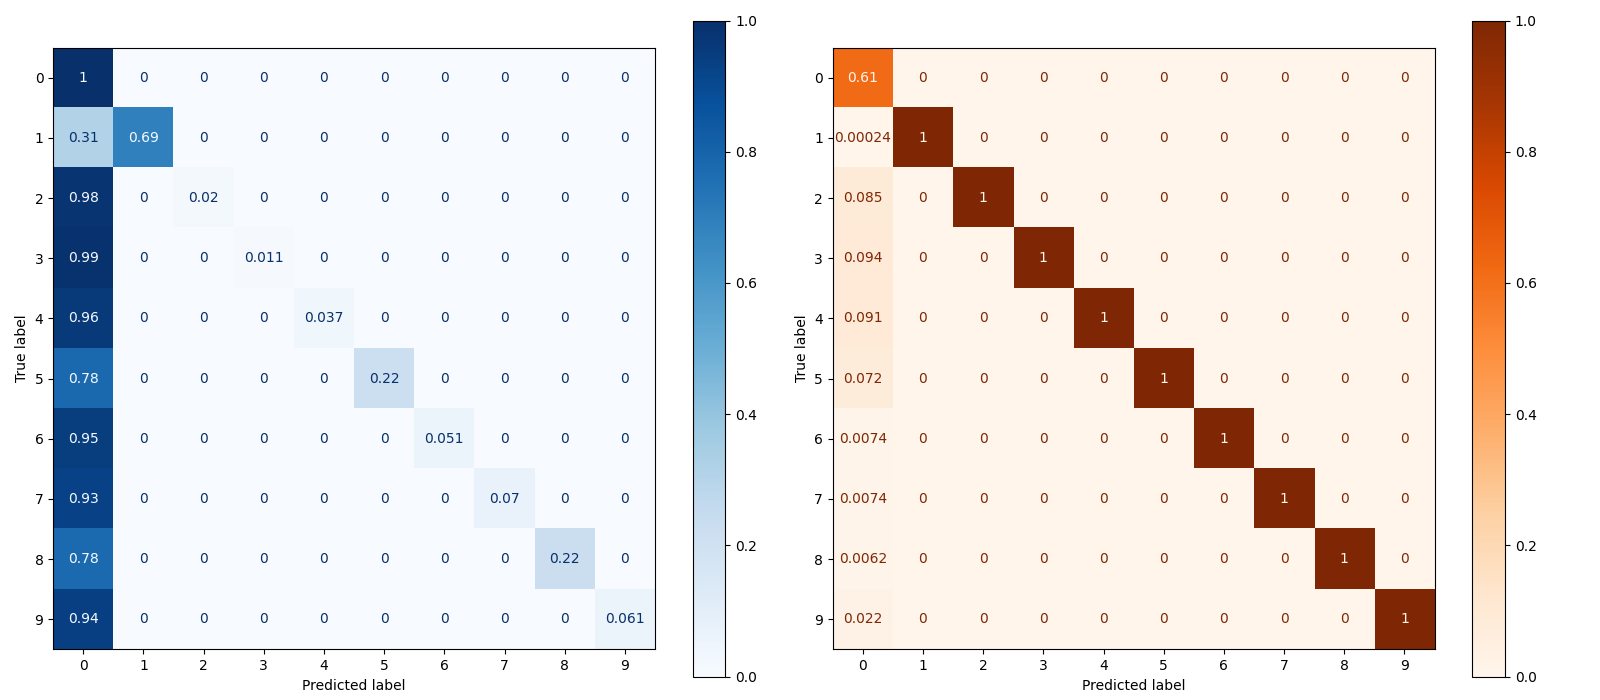 1.0
0 1 0 0 0 0 0 0 0 0 0
1 0.31 0.69 0 0 0 0 0 0 0 0
0.8
2 0.98 0 0.02 0 0 0 0 0 0 0
3 0.99 0 0 0.011 0 0 0 0 0 0
0.6
4 0.96 0 0 0 0.037 0 0 0 0 0
True label
5 0.78 0 0 0 0 0.22 0 0 0 0
0.4
6 0.95 0 0 0 0 0 0.051 0 0 0
7 0.93 0 0 0 0 0 0 0.07 0 0
0.2
8 0.78 0 0 0 0 0 0 0 0.22 0
9 0.94 0 0 0 0 0 0 0 0 0.061
0.0
0 1 2 3 4 5 6 7 8 9
Predicted label
1.0
0 0.61 0 0 0 0 0 0 0 0 0
1 0.00024 1 0 0 0 0 0 0 0 0
0.8
2 0.085 0 1 0 0 0 0 0 0 0
3 0.094 0 0 1 0 0 0 0 0 0
0.6
4 0.091 0 0 0 1 0 0 0 0 0
True label
5 0.072 0 0 0 0 1 0 0 0 0
0.4
6 0.0074 0 0 0 0 0 1 0 0 0
7 0.0074 0 0 0 0 0 0 1 0 0
0.2
8 0.0062 0 0 0 0 0 0 0 1 0
9 0.022 0 0 0 0 0 0 0 0 1
0.0
0 1 2 3 4 5 6 7 8 9
Predicted label